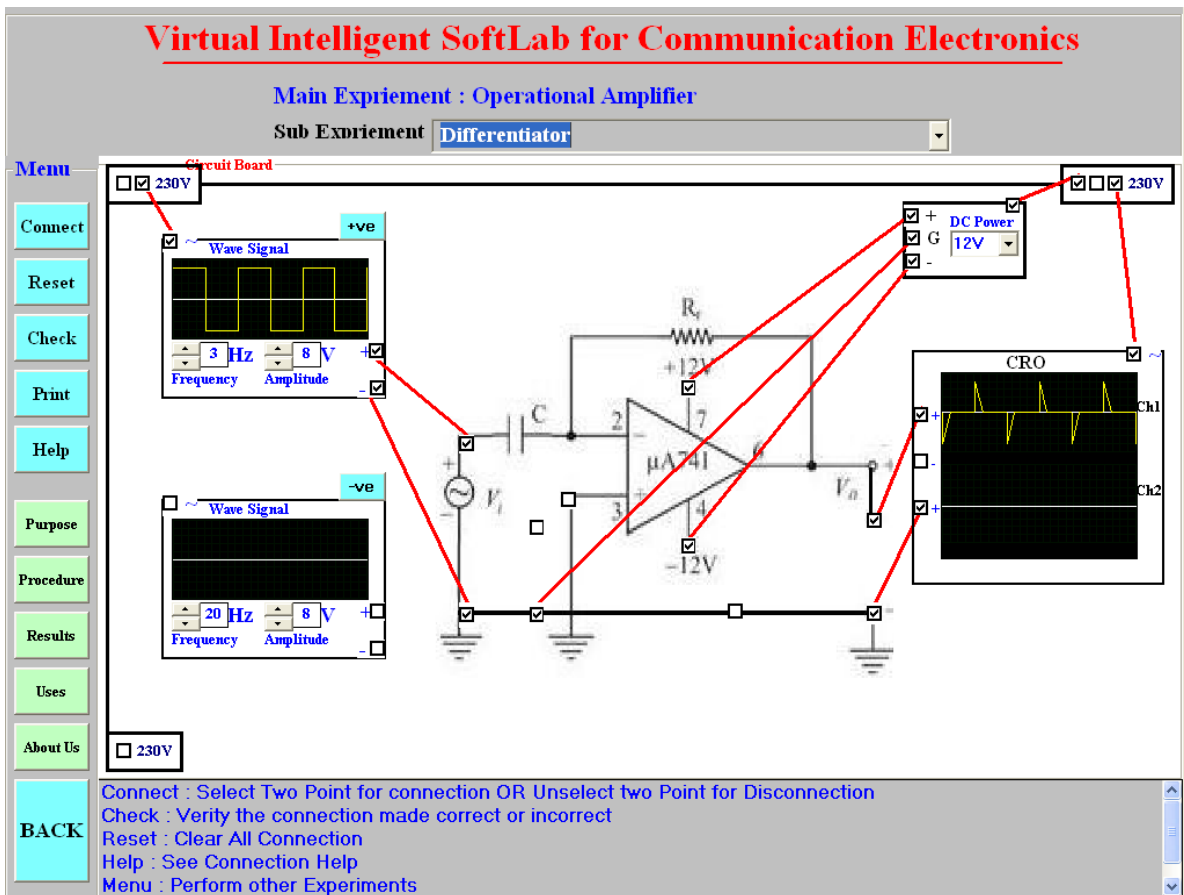 Virtual Intelligent SoftLab for Communication Electronics
Main Expriement : Operational Amplifier
Sub Expriement Differentiator
Menu
Circuit Board
230V
230V
Connect
Reset
Check
Print
Help
Purpose
Procedure
Results
Uses
About Us
BACK
+ve
~ Wave Signal
3 Hz 8 V +
Frequency Amplitude -
-ve
~ Wave Signal
20 Hz 8 V +
Frequency Amplitude -
230V
+ DC Power
G 12V
-
Rf
+12V
C
2 − 7
μA741 6
+ Vi −
3 + 4
−12V
V0 +
-
~
CRO
+ Ch1
-
+ Ch2
Connect : Select Two Point for connection OR Unselect two Point for Disconnection
Check : Verify the connection made correct or incorrect
Reset : Clear All Connection
Help : See Connection Help
Menu : Perform other Experiments